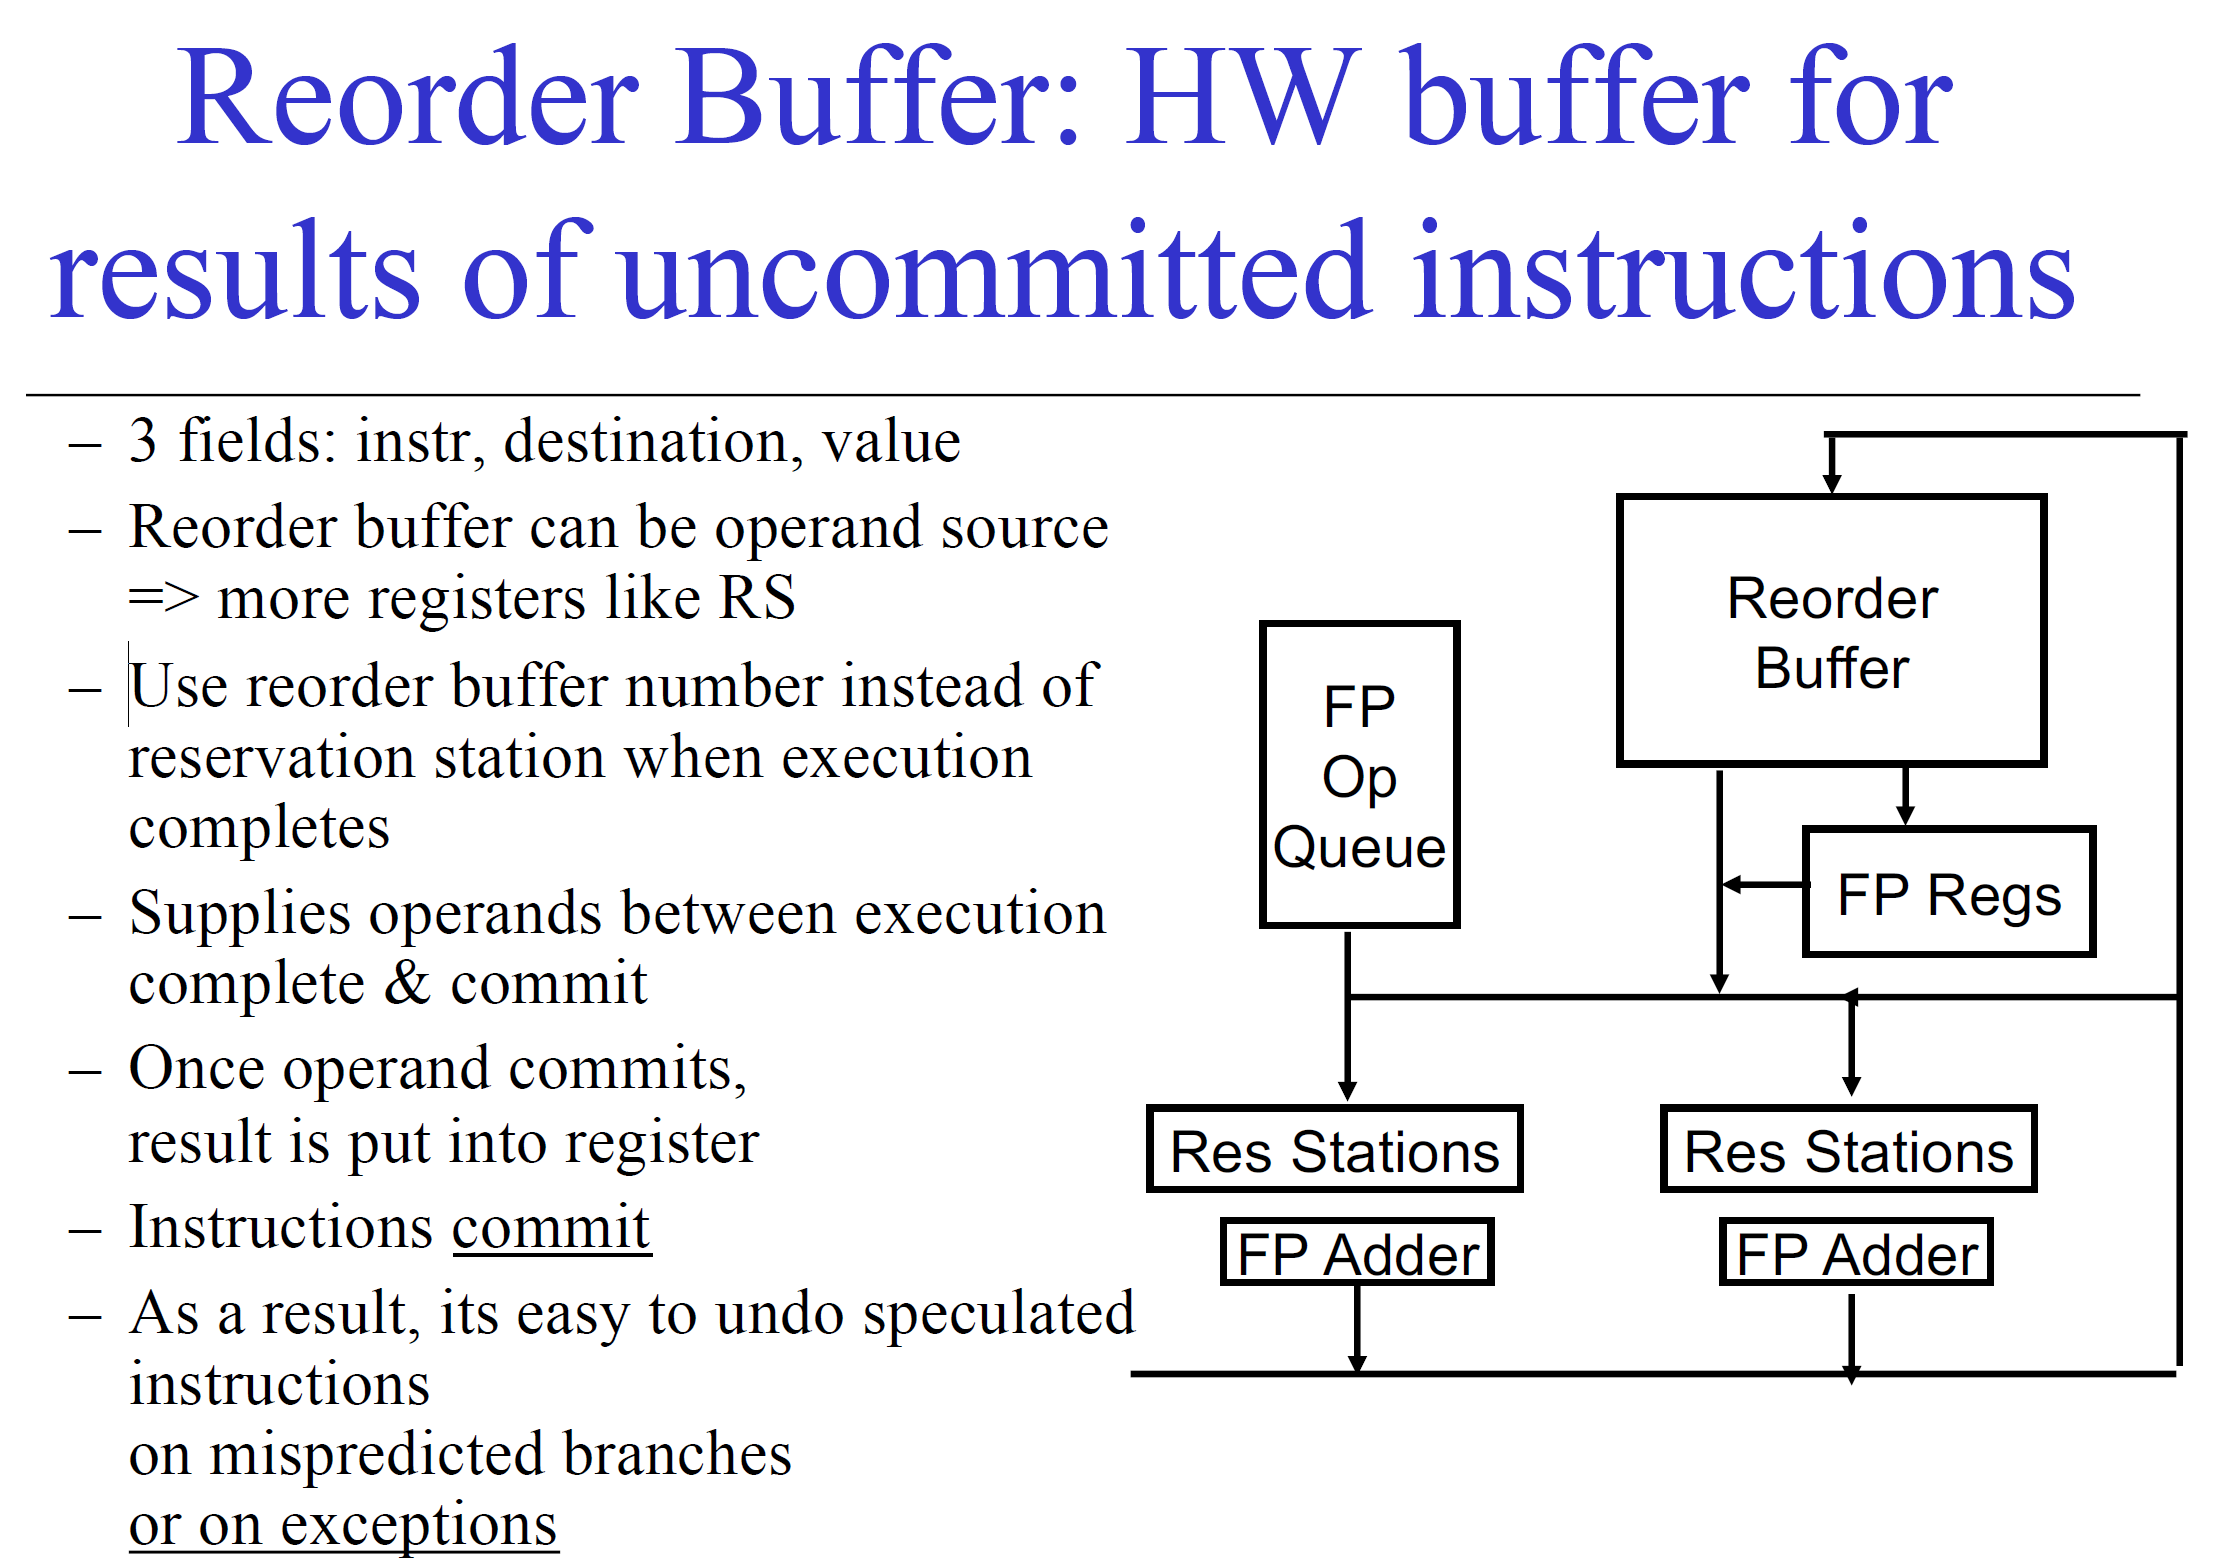 Reorder Buffer: HW buffer for
results of uncommitted instructions
– 3 fields: instr, destination, value
– Reorder buffer can be operand source
=> more registers like RS
– Use reorder buffer number instead of
reservation station when execution
completes
– Supplies operands between execution
complete & commit
– Once operand commits,
result is put into register
– Instructions commit
– As a result, its easy to undo speculated
instructions
on mispredicted branches
or on exceptions
Reorder
Buffer
FP
Op
Queue
FP Regs
Res Stations
Res Stations
FP Adder
FP Adder